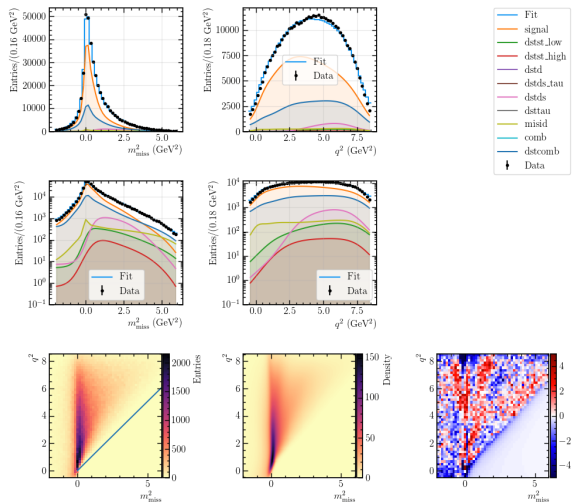 Entries/(0.16 GeV²)
50000
40000
30000
20000
10000
0
0.0
2.5
5.0
m²miss (GeV²)
Entries/(0.18 GeV²)
10000
7500
5000
2500
0
0.0
2.5
5.0
7.5
q² (GeV²)
Fit
Data
Fit
signal
dstst_low
dstst_high
dstd
dstds_tau
dstds
dsttau
misid
comb
dstcomb
Data
Entries/(0.16 GeV²)
10⁴
10³
10²
10¹
10⁰
10⁻¹
0.0
2.5
5.0
m²miss (GeV²)
Fit
Data
Entries/(0.18 GeV²)
10⁴
10³
10²
10¹
10⁰
10⁻¹
0.0
2.5
5.0
7.5
q² (GeV²)
Fit
Data
q²
8
6
4
2
0
0
5
m²miss
2000
1500
1000
500
0
Entries
q²
8
6
4
2
0
0
5
m²miss
150
100
50
0
Density
q²
8
6
4
2
0
0
5
m²miss
4
2
0
−2
−4